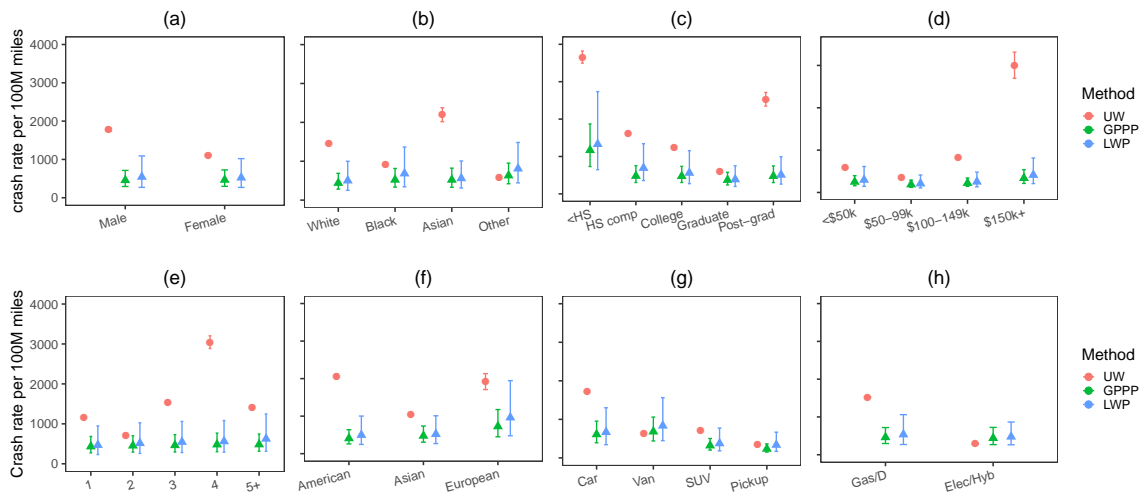 (a) (b) (c) (d)
crash rate per 100M miles
4000
3000
2000
1000
0
Male Female
White Black Asian Other
<HS HS comp College Graduate Post−grad
<$50k $50−99k $100−149k $150k+
Method
UW
GPPP
LWP
(e) (f) (g) (h)
Crash rate per 100M miles
4000
3000
2000
1000
0
1 2 3 4 5+
American Asian European
Car Van SUV Pickup
Gas/D Elec/Hyb
Method
UW
GPPP
LWP